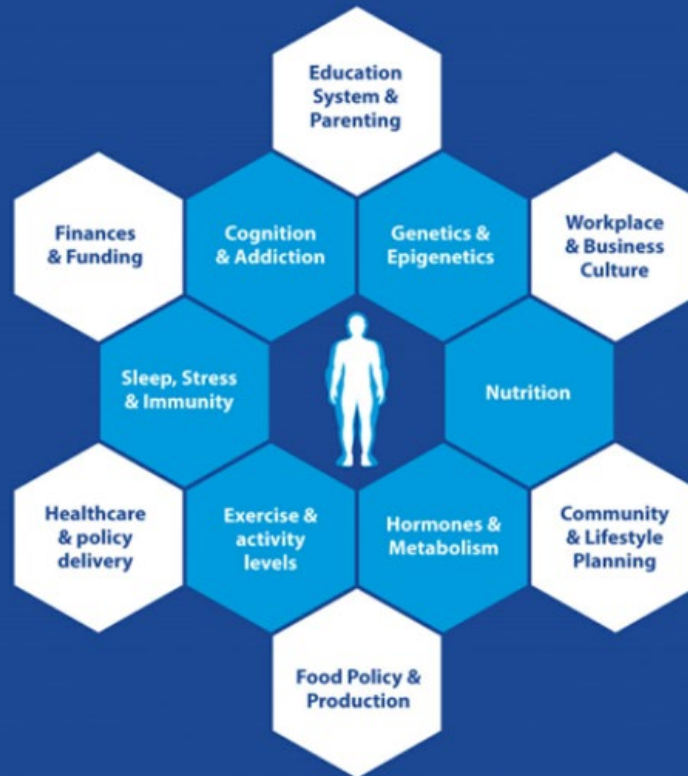 Education
System &
Parenting
Finances
& Funding
Cognition
& Addiction
Genetics &
Epigenetics
Workplace
& Business
Culture
Sleep, Stress
& Immunity
Nutrition
Healthcare
& policy
delivery
Exercise &
activity
levels
Hormones &
Metabolism
Community
& Lifestyle
Planning
Food Policy &
Production